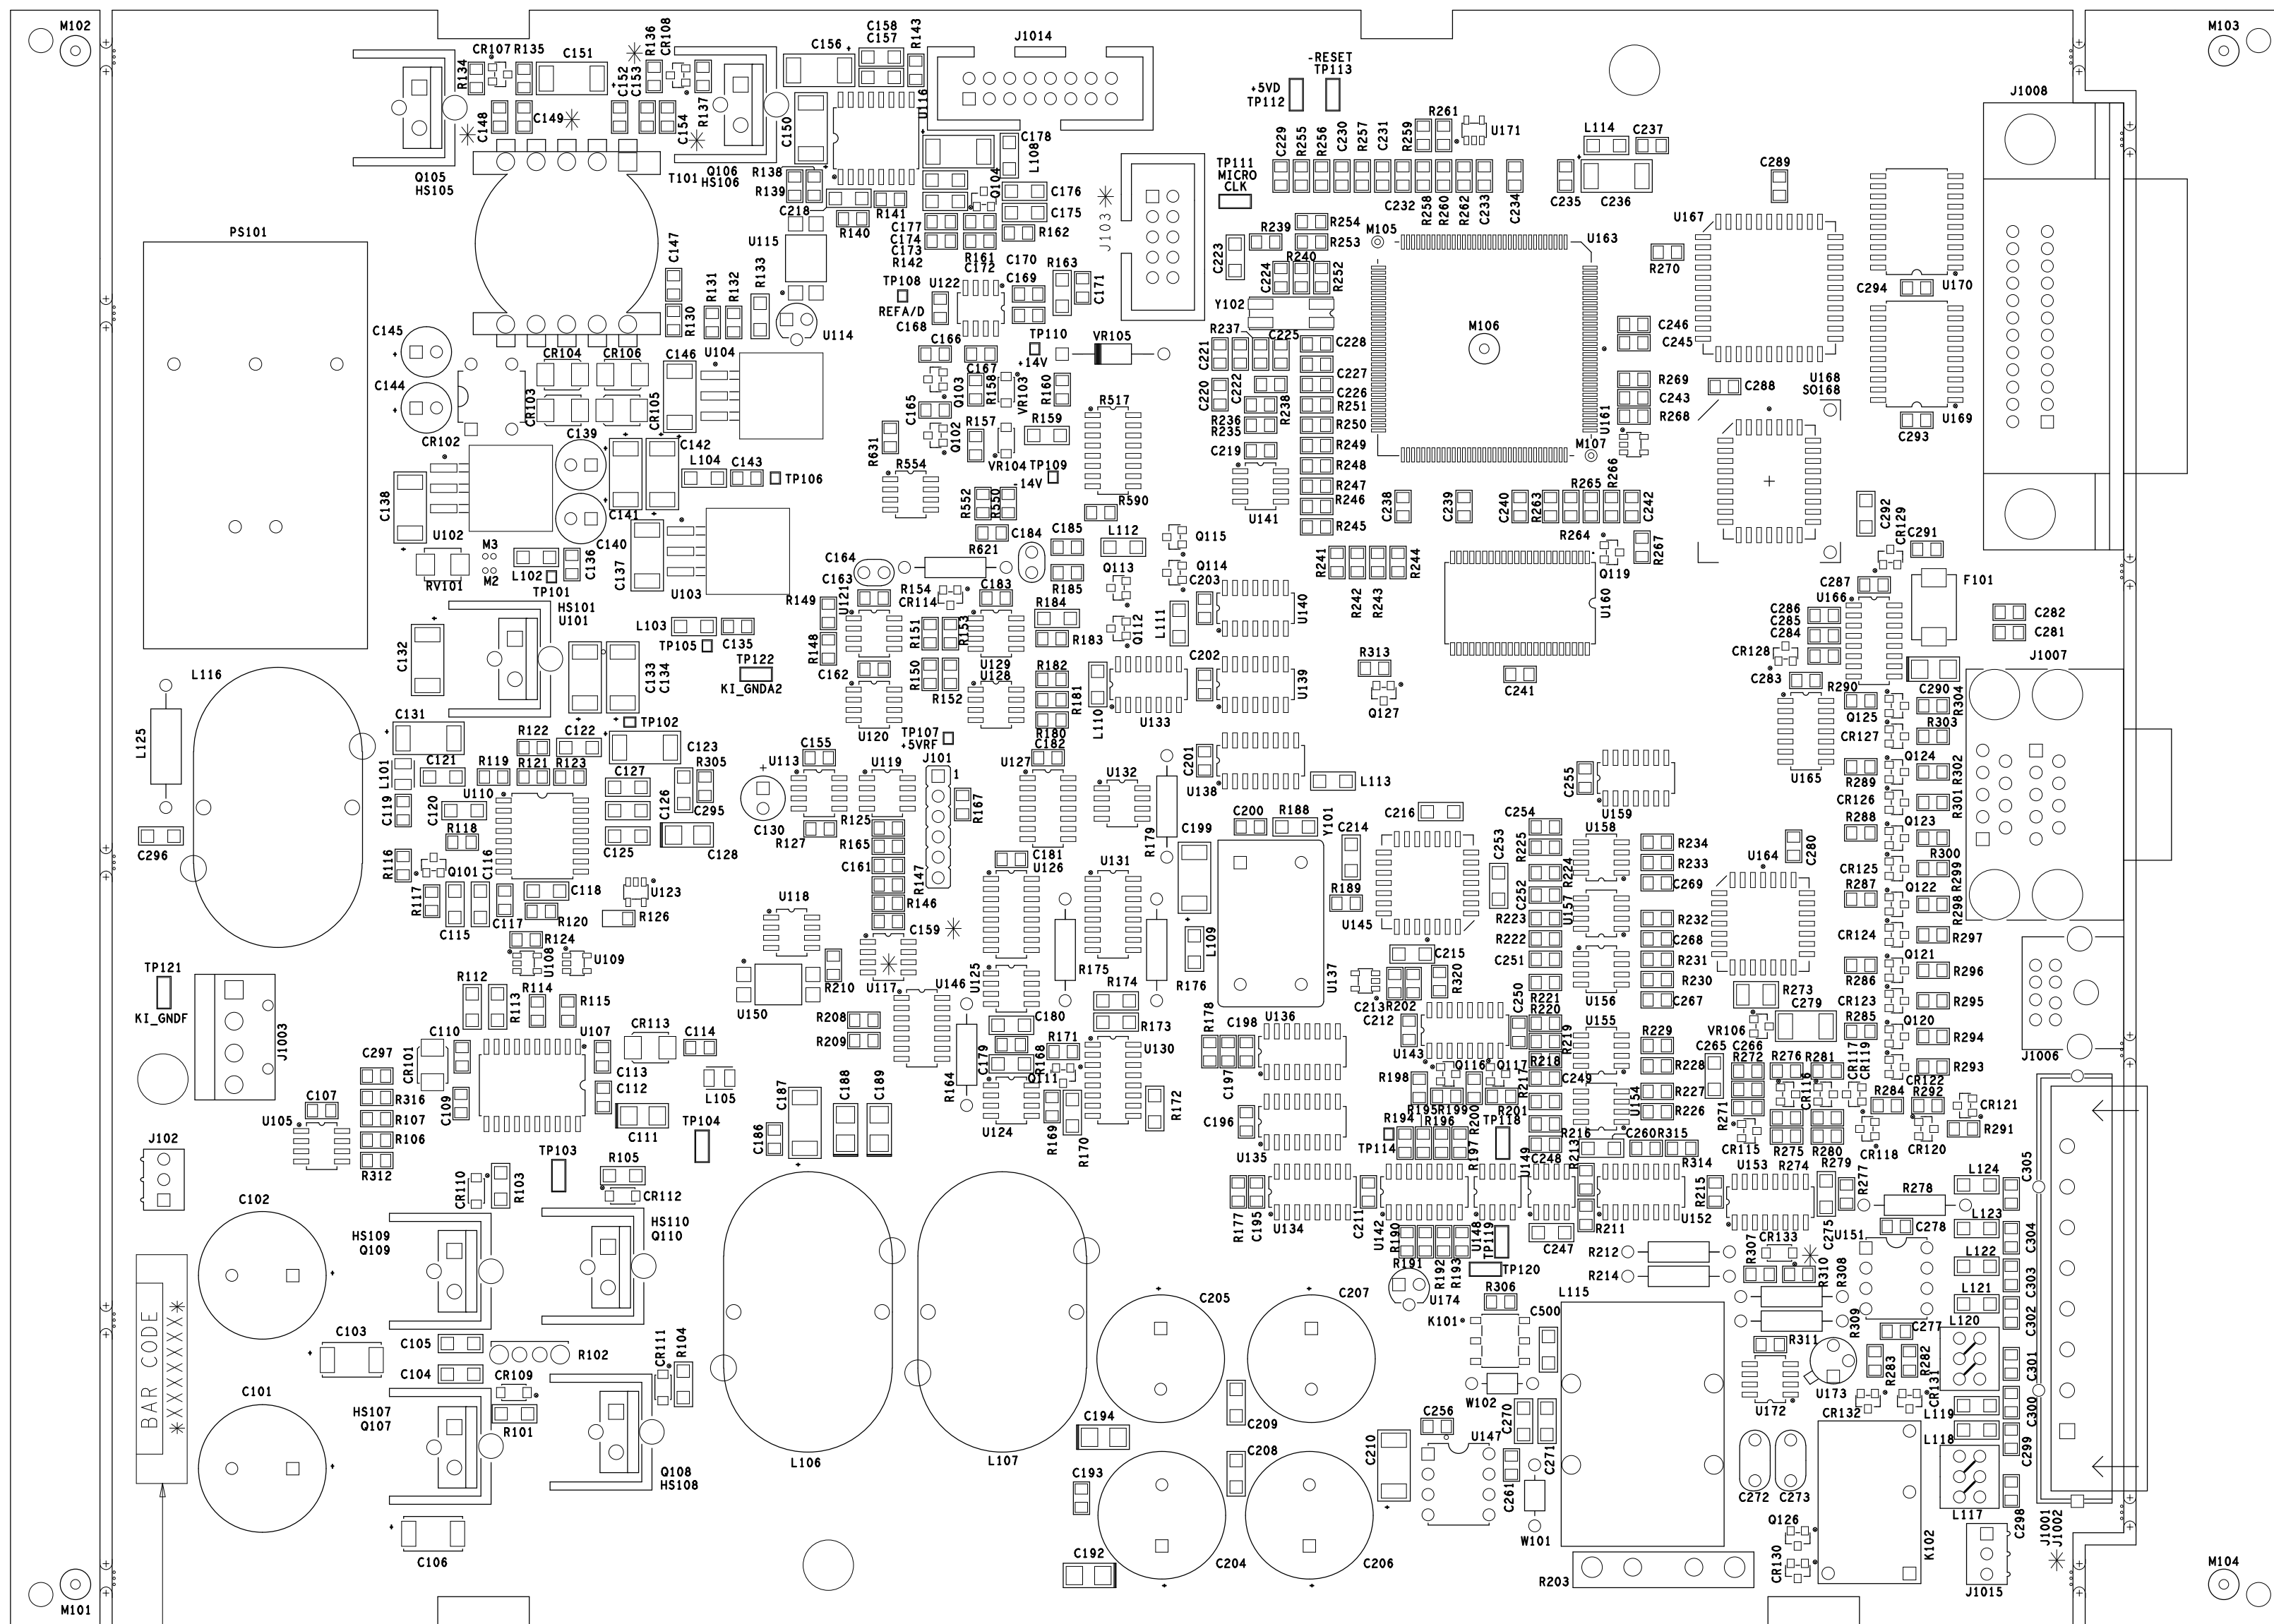 M102
M103
CR107
R135
C151
R136
CR108
C156
C158
C157
R143
J1014
-RESET
TP113
+5VD
TP112
J1008
R134
C152
C153
R137
C154
C148
C149
C150
U116
C229
R255
R256
C230
R257
C231
R259
R261
U171
L114
C237
Q105
HS105
T101
Q106
HS106
R138
R139
C178
L108
Q104
C176
C175
R162
TP111
MICRO
CLK
C232
R258
R260
R262
C233
C234
C235
C236
C289
PS101
C218
R141
R140
C177
C174
C173
R142
R161
C172
J103
U115
R254
R253
R239
M105
U163
U167
R270
C147
R131
R132
R133
C170
C169
R163
C171
TP108
REFA/D
U122
C168
C223
C224
R240
R252
Y102
U170
C294
C145
R130
U114
C166
TP110
+14V
VR105
R237
C225
C228
M106
C246
C245
C144
CR104
CR106
C146
U104
C167
Q103
R158
VR103
R160
C221
C220
C222
R238
C227
C226
R251
R250
R269
C243
R268
C288
U168
SO168
U169
C293
CR103
CR105
CR102
C139
C142
C165
Q102
R157
R159
R517
R236
R235
R249
U161
M107
R631
R554
VR104
TP109
-14V
C219
R248
R247
R246
R245
R266
R265
L104
C143
TP106
C138
U102
C141
C140
R552
R550
R590
U141
C238
C239
C240
R263
R264
C242
C292
CR129
C291
RV101
M3
M2
L102
C136
C137
U103
TP101
C164
C163
R621
C184
C185
R185
L112
Q115
Q114
Q113
C203
R241
R242
R243
R244
Q119
R267
U160
C287
U166
F101
HS101
U101
R149
U121
R154
CR114
C183
R184
R183
Q112
L111
U140
C286
C285
C284
C282
C281
C132
L103
C135
TP105
TP122
KI_GNDA2
R148
R151
R153
C162
R150
R152
U129
U128
R182
R181
R180
C202
U139
R313
Q127
C241
CR128
C283
J1007
C133
C134
L116
C131
TP102
R122
C122
U120
TP107
+5VRF
C182
L110
U133
R290
Q125
C290
R304
R303
L125
L101
C121
R119
R121
R123
C127
C123
R305
U113
C155
U119
J101
1
U127
U132
C201
U138
L113
C255
U159
U165
CR127
R289
Q124
R302
C119
C120
U110
C126
C295
C130
R127
R125
R165
C161
R167
R179
C199
C200
R188
Y101
C214
C216
C254
R225
U158
R234
R233
CR126
R288
Q123
R301
C296
R118
R116
Q101
C116
C125
C128
C118
U123
R147
R146
C181
U126
U131
R189
U145
C253
C252
R224
C269
U164
C280
CR125
R287
Q122
R300
R299
R117
C115
C117
R120
R126
R124
U118
C159
L109
R223
U157
R232
R222
C268
R298
TP121
KI_GNDF
U108
U109
R210
U117
U146
U125
R175
R176
U137
C215
C251
R231
CR124
Q121
R297
R112
R113
R114
R115
U150
R208
R209
R174
R173
C213
R202
R320
C212
C250
R221
R220
U156
R230
C267
R273
C279
R286
CR123
R285
R296
R295
J1003
C297
C110
CR101
U107
CR113
C114
C113
C112
L105
R164
C180
C179
R168
R171
U130
R178
C198
C197
U136
U143
R219
R218
U155
R229
R228
VR106
C265
C266
R272
R276
R281
CR117
CR119
Q120
R294
R293
J1006
C107
U105
R316
R107
R106
R312
C109
C111
TP104
C187
C188
C189
C186
Q111
U124
R169
R170
R172
C196
U135
R198
Q116
Q117
R217
C249
R195
R199
R200
R201
TP118
U154
R227
R226
R271
CR116
R284
CR122
R292
CR121
R291
J102
TP103
R105
CR110
R103
CR112
TP114
R194
R196
R197
U149
C248
R213
R216
C260
R315
R314
CR115
R275
R280
CR118
CR120
C102
HS109
Q109
HS110
Q110
R177
C195
U134
C211
U142
R190
U148
TP119
R211
U152
R215
U153
R274
R279
R277
C275
R278
L124
C305
C278
L123
C304
R191
R192
R193
TP120
C247
R212
R214
R307
CR133
U151
R310
R308
L122
C303
L121
BAR CODE
*XXXXXXX*
C103
C105
C104
R102
CR111
R104
C205
C207
U174
K101
R306
C500
L115
R309
R311
C277
L120
C302
C301
C101
CR109
R101
HS107
Q107
W102
C209
C256
U147
C270
C271
U172
U173
R283
R282
CR131
CR132
L119
C300
L118
C299
C194
C208
C210
Q108
HS108
L106
L107
C193
C261
C272
C273
L117
C298
C106
C192
C204
C206
W101
R203
Q126
CR130
K102
J1015
J1001
J1002
M101
M104